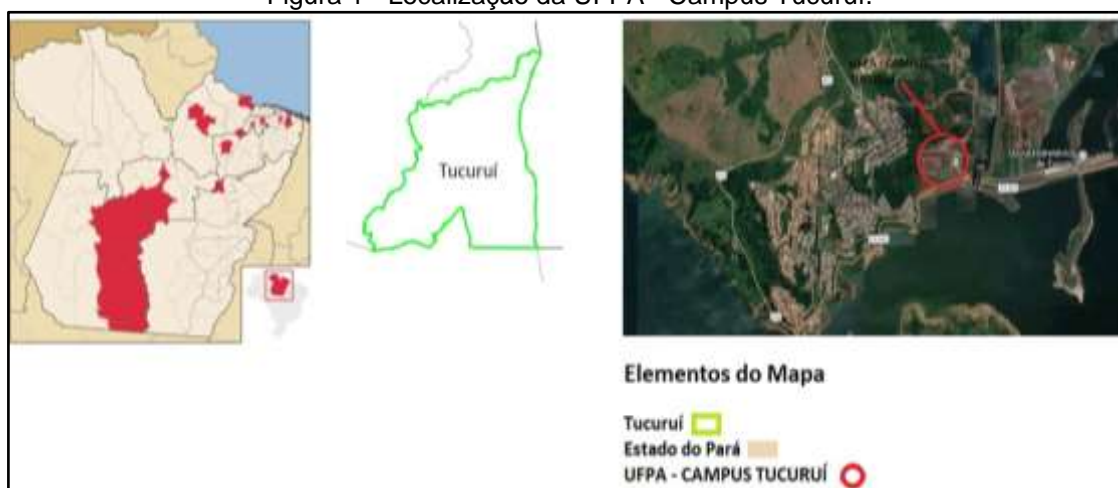 Figura 1 - Localização da UFPA - Campus Tucuruí.
Tucuruí
Elementos do Mapa
Tucuruí
Estado do Pará
UFPA - CAMPUS TUCURUÍ